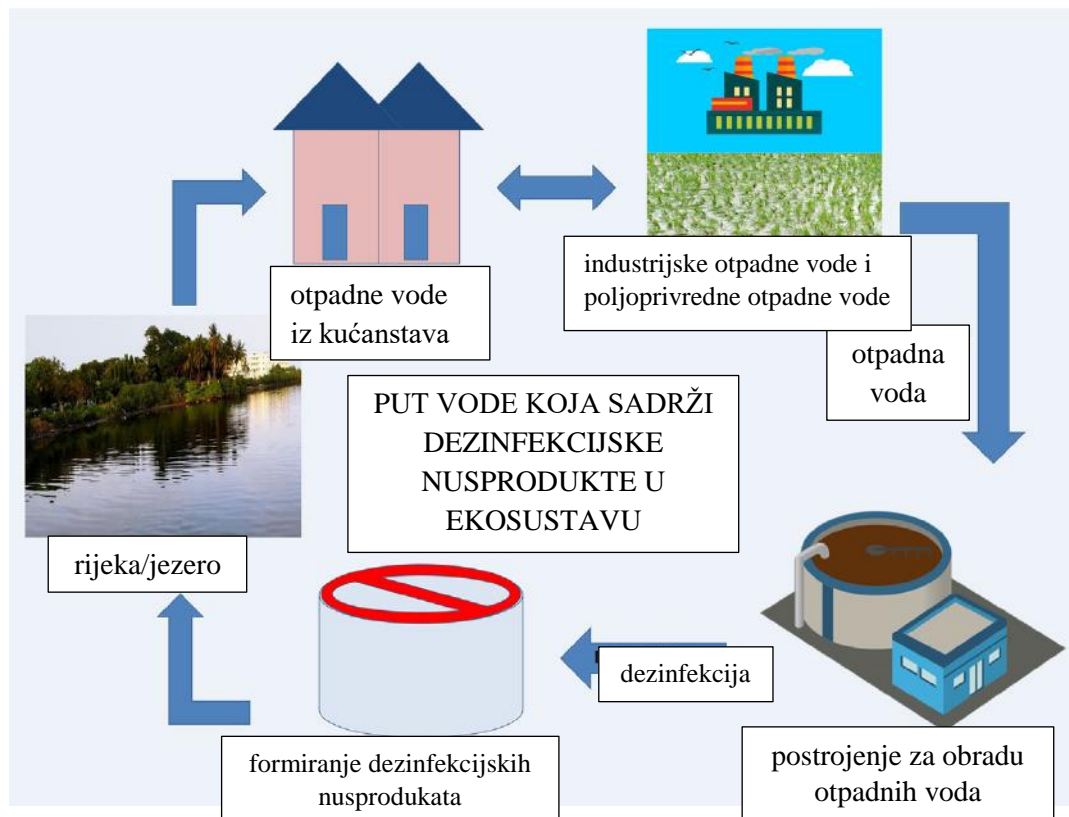 otpadne vode
iz kućanstava
industrijske otpadne vode i
poljoprivredne otpadne vode
otpadna
voda
PUT VODE KOJA SADRŽI
DEZINFEKCIJSKE
NUSPRODUKTE U
EKOSUSTAVU
rijeka/jezero
dezinfekcija
formiranje dezinfekcijskih
nusprodukata
postrojenje za obradu
otpadnih voda